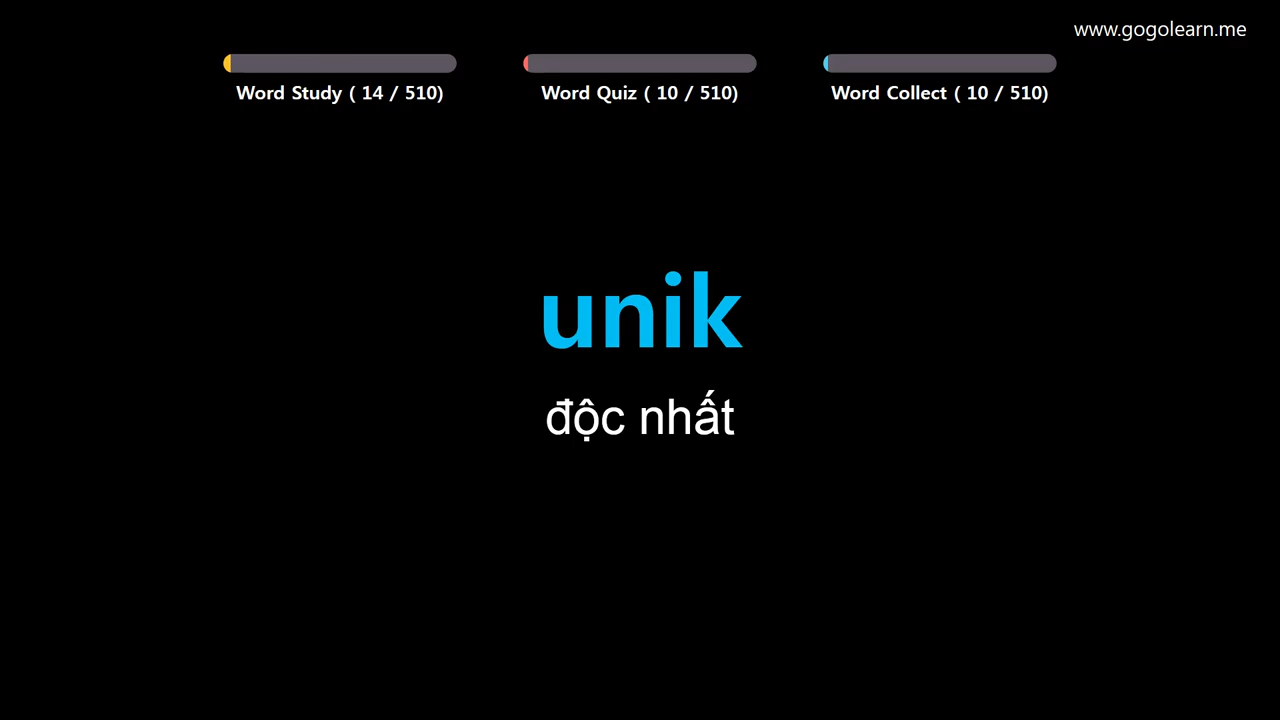 www.gogolearn.me
Word Study ( 14 / 510)
Word Quiz ( 10 / 510)
Word Collect ( 10 / 510)
unik
độc nhất